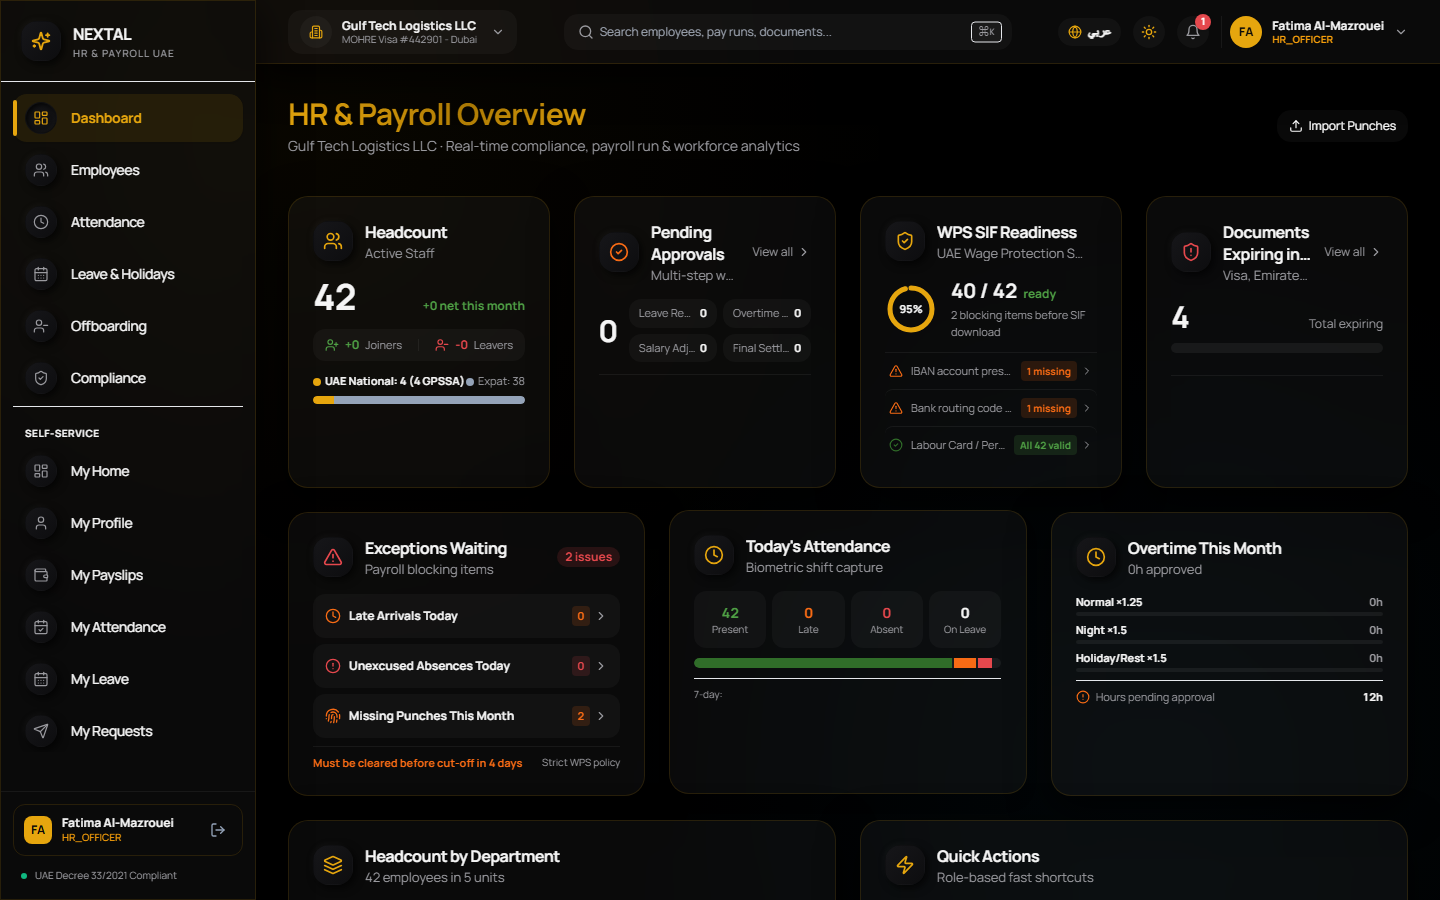 NEXTAL
HR & PAYROLL UAE
Dashboard
Employees
Attendance
Leave & Holidays
Offboarding
Compliance
SELF-SERVICE
My Home
My Profile
My Payslips
My Attendance
My Leave
My Requests
FA
Fatima Al-Mazrouei
HR_OFFICER
UAE Decree 33/2021 Compliant
Gulf Tech Logistics LLC
MOHRE Visa #442901 - Dubai
Search employees, pay runs, documents...
⌘K
عربي
1
FA
Fatima Al-Mazrouei
HR_OFFICER
HR & Payroll Overview
Gulf Tech Logistics LLC · Real-time compliance, payroll run & workforce analytics
Import Punches
Headcount
Active Staff
42
+0 net this month
+0 Joiners
-0 Leavers
UAE National: 4 (4 GPSSA)
Expat: 38
Pending
Approvals
Multi-step w...
View all
0
Leave Re... 0
Overtime ... 0
Salary Adj... 0
Final Settl... 0
WPS SIF Readiness
UAE Wage Protection S...
95%
40 / 42 ready
2 blocking items before SIF
download
IBAN account pres... 1 missing
Bank routing code ... 1 missing
Labour Card / Per... All 42 valid
Documents
Expiring in...
Visa, Emirate...
View all
4
Total expiring
Exceptions Waiting
Payroll blocking items
2 issues
Late Arrivals Today 0
Unexcused Absences Today 0
Missing Punches This Month 2
Must be cleared before cut-off in 4 days
Strict WPS policy
Today's Attendance
Biometric shift capture
42
Present
0
Late
0
Absent
0
On Leave
7-day:
Overtime This Month
0h approved
Normal ×1.25 0h
Night ×1.5 0h
Holiday/Rest ×1.5 0h
Hours pending approval 12h
Headcount by Department
42 employees in 5 units
Quick Actions
Role-based fast shortcuts